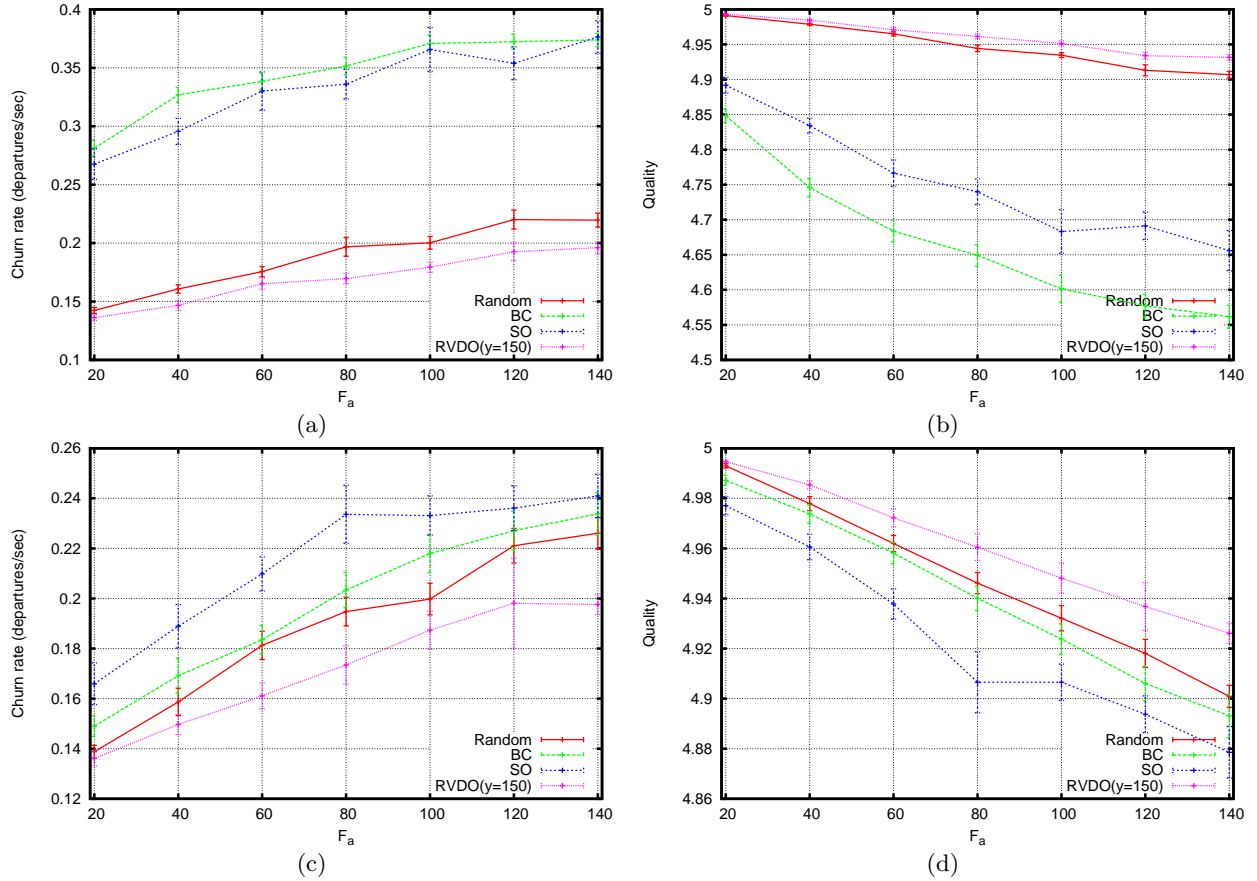 0.4
0.35
0.3
0.25
0.2
0.15
0.1
Churn rate (departures/sec)
20 40 60 80 100 120 140
F_a
Random
BC
SO
RVDO(y=150)
(a)
5
4.95
4.9
4.85
4.8
4.75
4.7
4.65
4.6
4.55
4.5
Quality
20 40 60 80 100 120 140
F_a
Random
BC
SO
RVDO(y=150)
(b)
0.26
0.24
0.22
0.2
0.18
0.16
0.14
0.12
Churn rate (departures/sec)
20 40 60 80 100 120 140
F_a
Random
BC
SO
RVDO(y=150)
(c)
5
4.98
4.96
4.94
4.92
4.9
4.88
4.86
Quality
20 40 60 80 100 120 140
F_a
Random
BC
SO
RVDO(y=150)
(d)